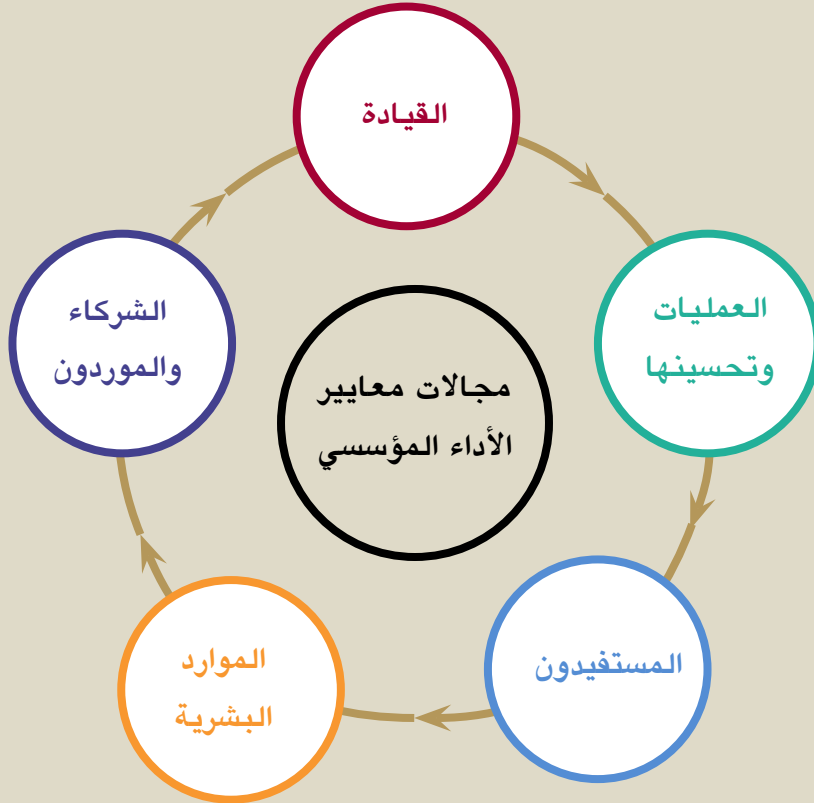 القيادة
العمليات
وتحسينها
المستفيدون
الموارد
البشرية
الشركاء
والموردون
مجالات معايير
الأداء المؤسسي